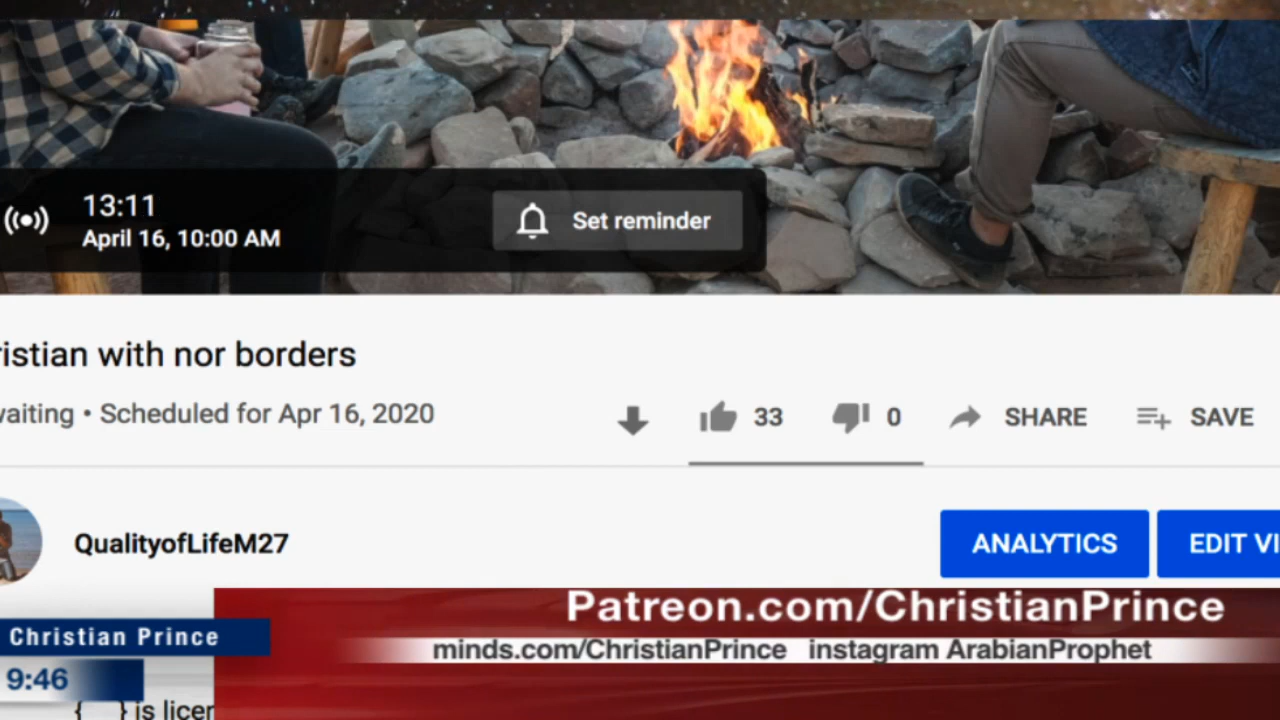 13:11
April 16, 10:00 AM
Set reminder
ristian with nor borders
waiting • Scheduled for Apr 16, 2020
33
0
SHARE
SAVE
QualityofLifeM27
ANALYTICS
EDIT VI
Patreon.com/ChristianPrince
Christian Prince
minds.com/ChristianPrince instagram ArabianProphet
9:46
{ } is licen